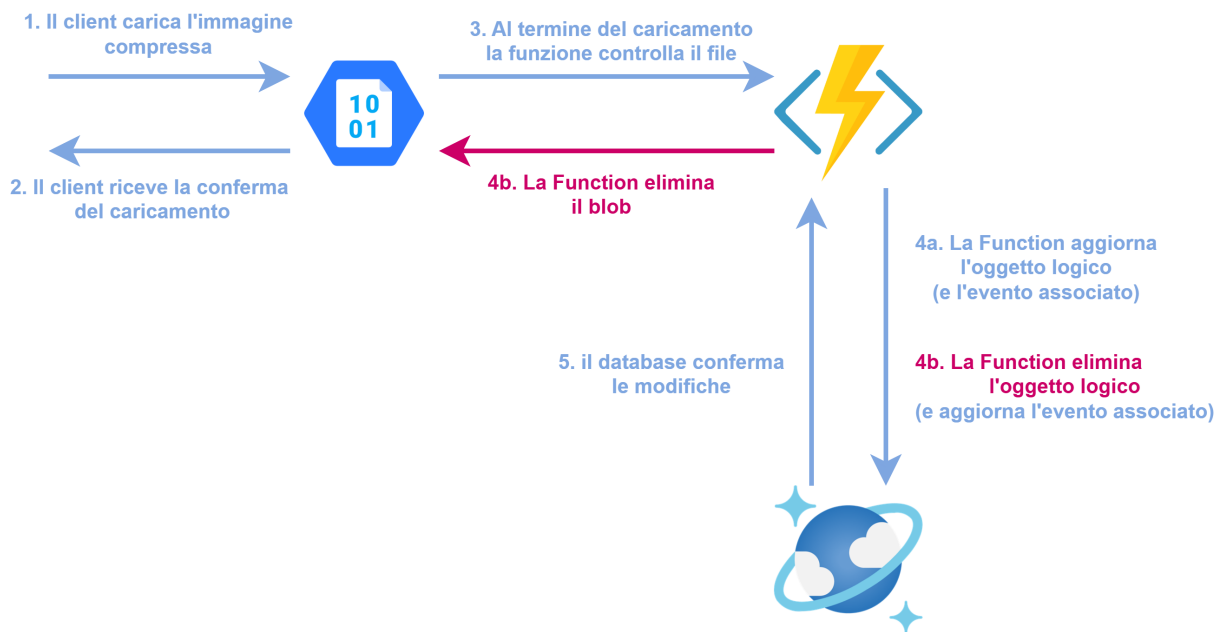 1. Il client carica l'immagine
compressa
3. Al termine del caricamento
la funzione controlla il file
10
01
2. Il client riceve la conferma
del caricamento
4b. La Function elimina
il blob
4a. La Function aggiorna
l'oggetto logico
(e l'evento associato)
5. il database conferma
le modifiche
4b. La Function elimina
l'oggetto logico
(e aggiorna l'evento associato)